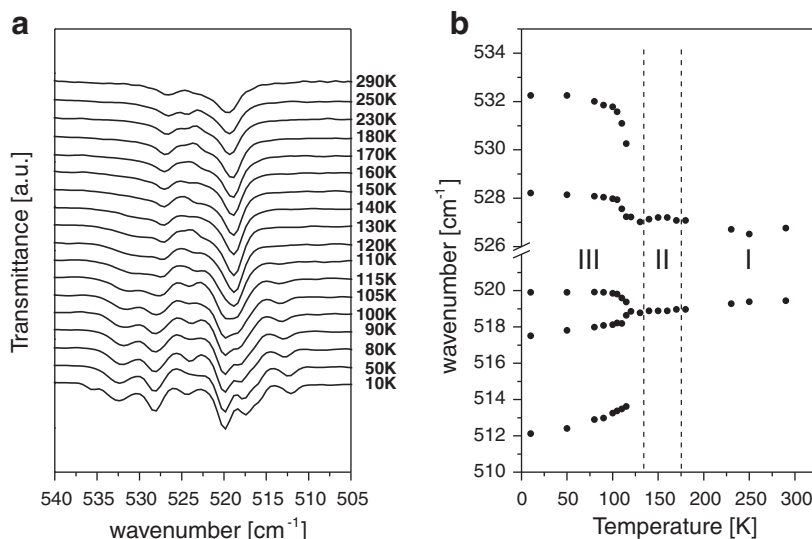 a
Transmittance [a.u.]
290K
250K
230K
180K
170K
160K
150K
140K
130K
120K
110K
115K
105K
100K
90K
80K
50K
10K
540 535 530 525 520 515 510 505
wavenumber [cm⁻¹]
b
wavenumber [cm⁻¹]
534
532
530
528
526
520
518
516
514
512
510
III II I
0 50 100 150 200 250 300
Temperature [K]